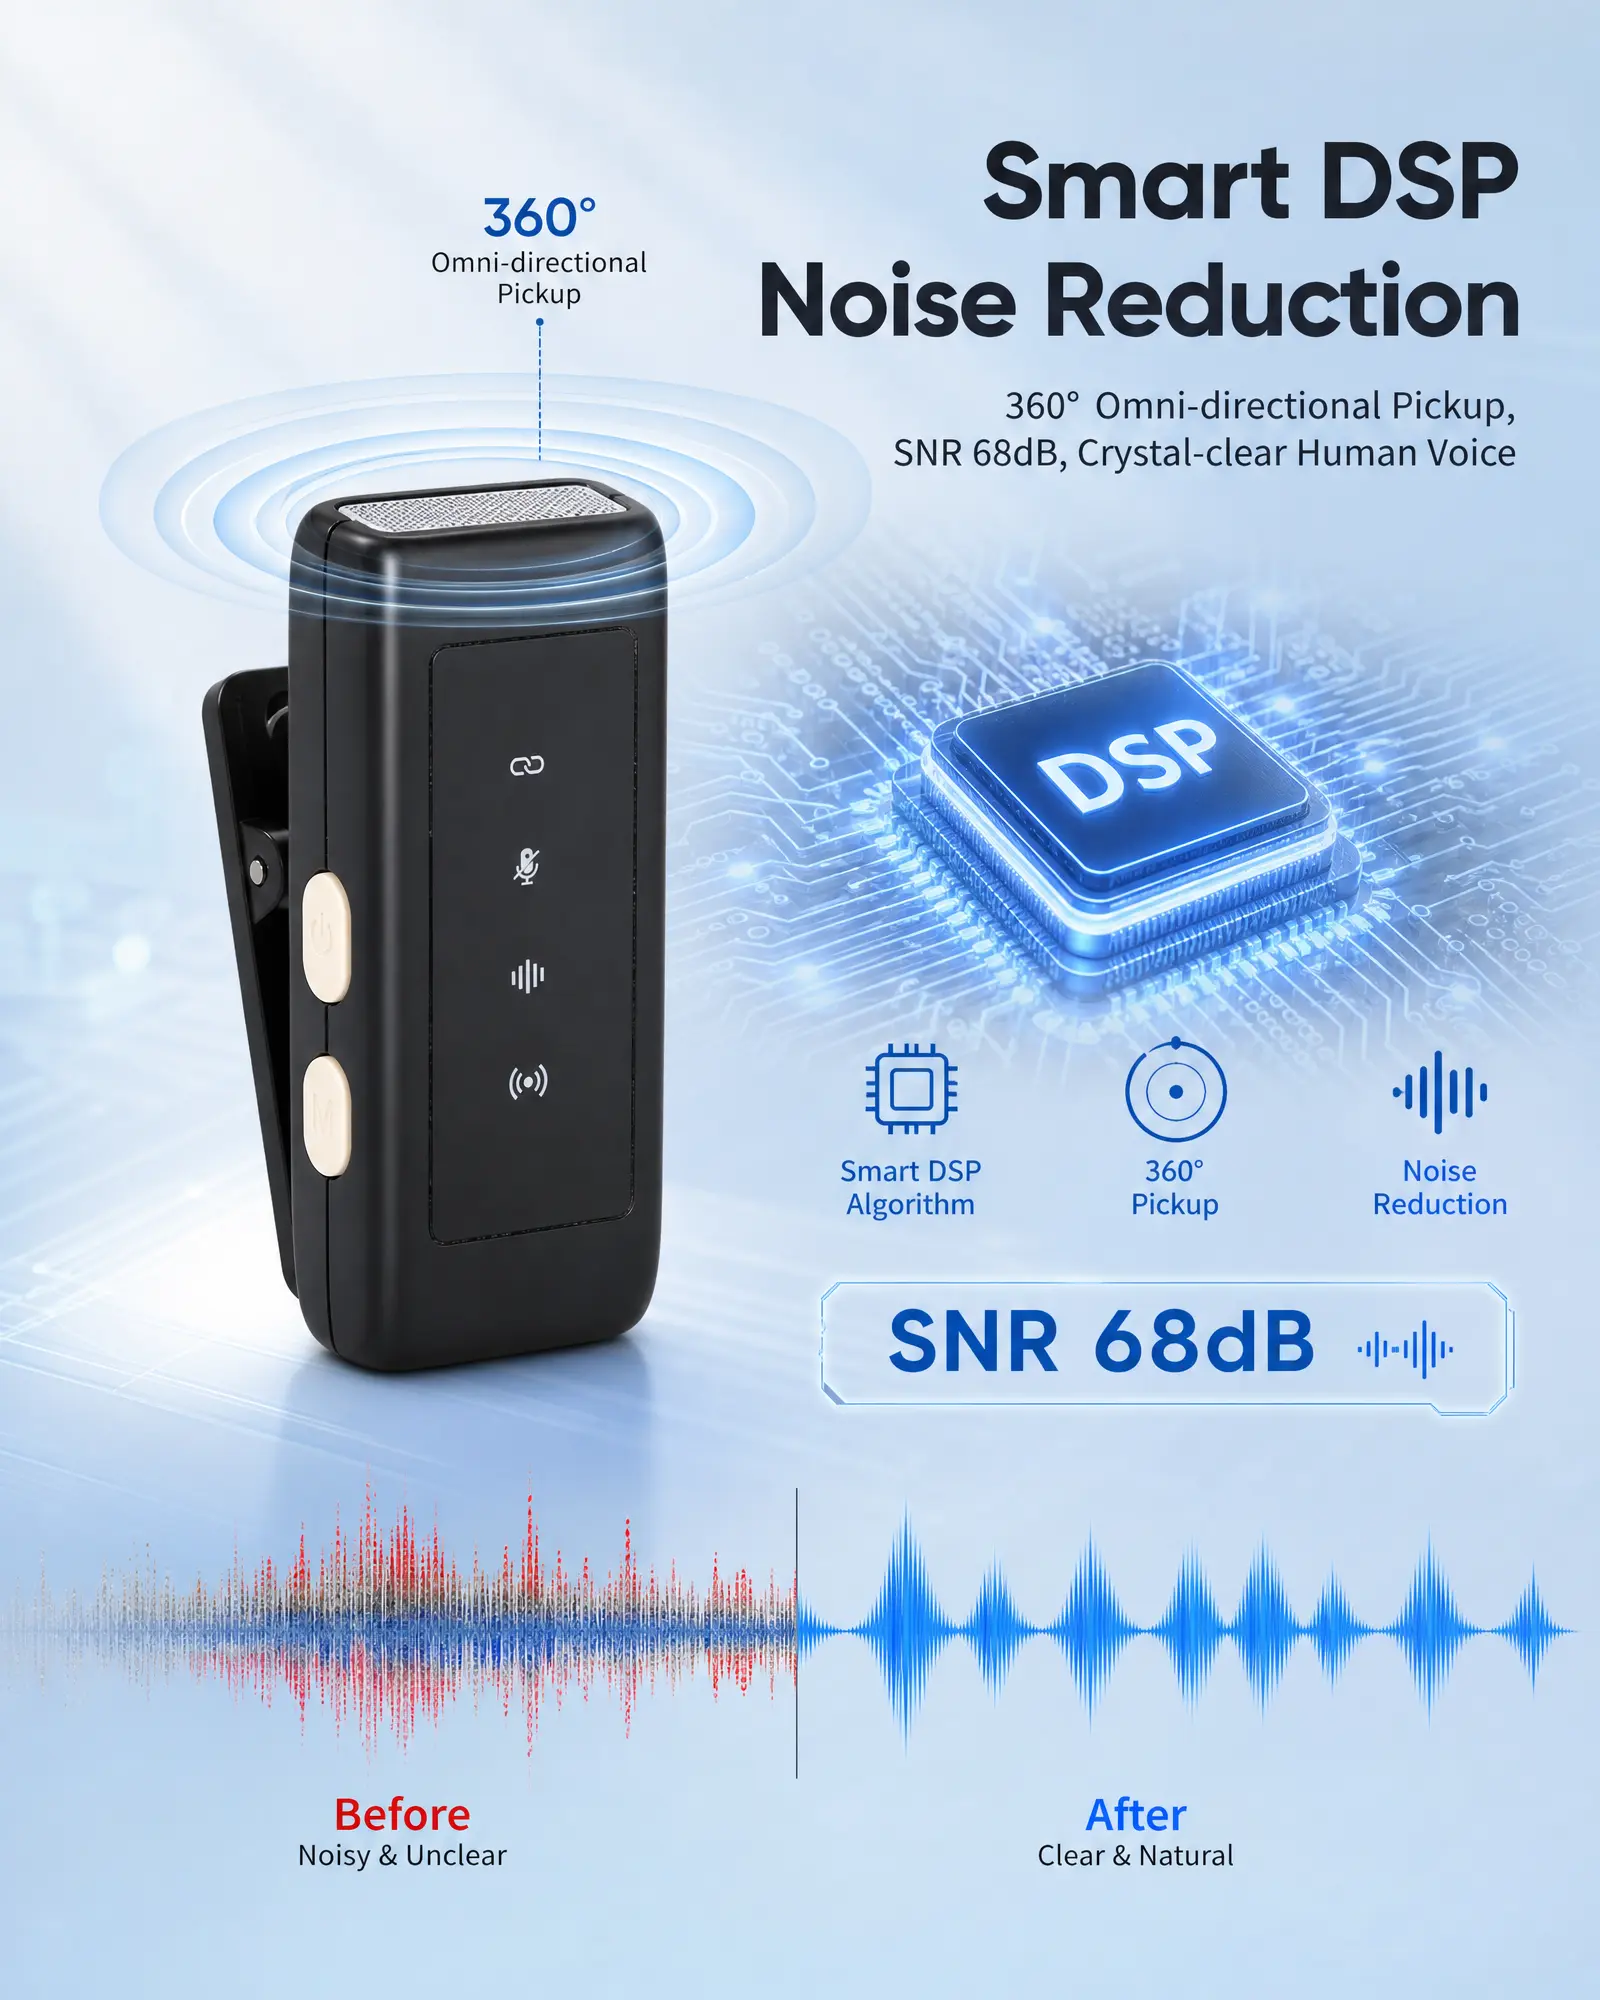 Smart DSP
Noise Reduction
360° Omni-directional Pickup,
SNR 68dB, Crystal-clear Human Voice
360°
Omni-directional
Pickup
DSP
M
Smart DSP
Algorithm
360°
Pickup
Noise
Reduction
SNR 68dB
Before
Noisy & Unclear
After
Clear & Natural